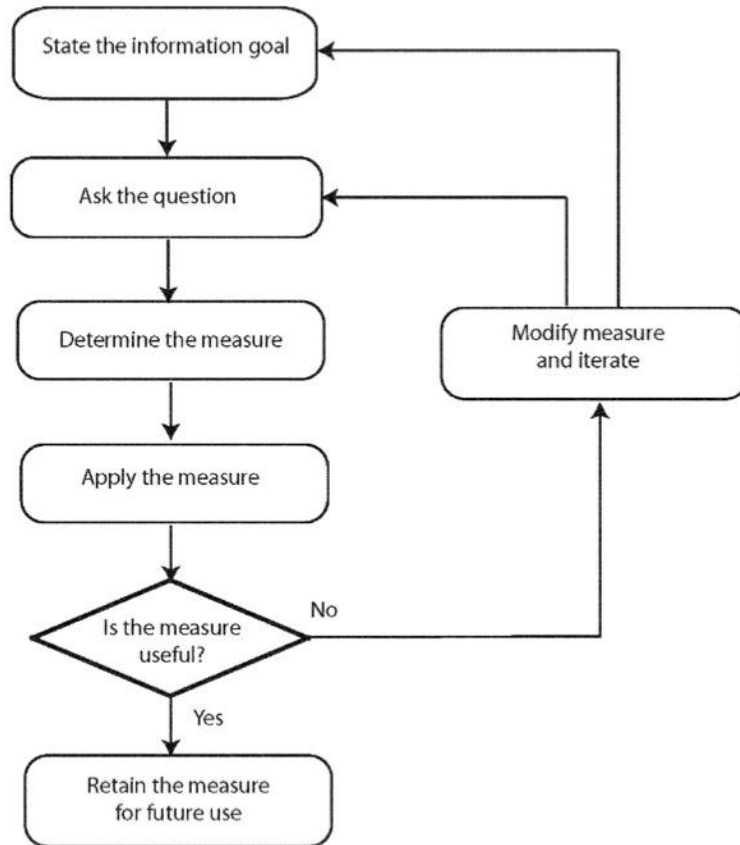 State the information goal
Ask the question
Determine the measure
Modify measure
and iterate
Apply the measure
Is the measure
useful?
No
Yes
Retain the measure
for future use